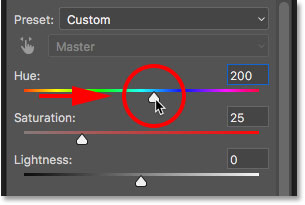 Preset: Custom
Master
Hue: 200
Saturation: 25
Lightness: 0